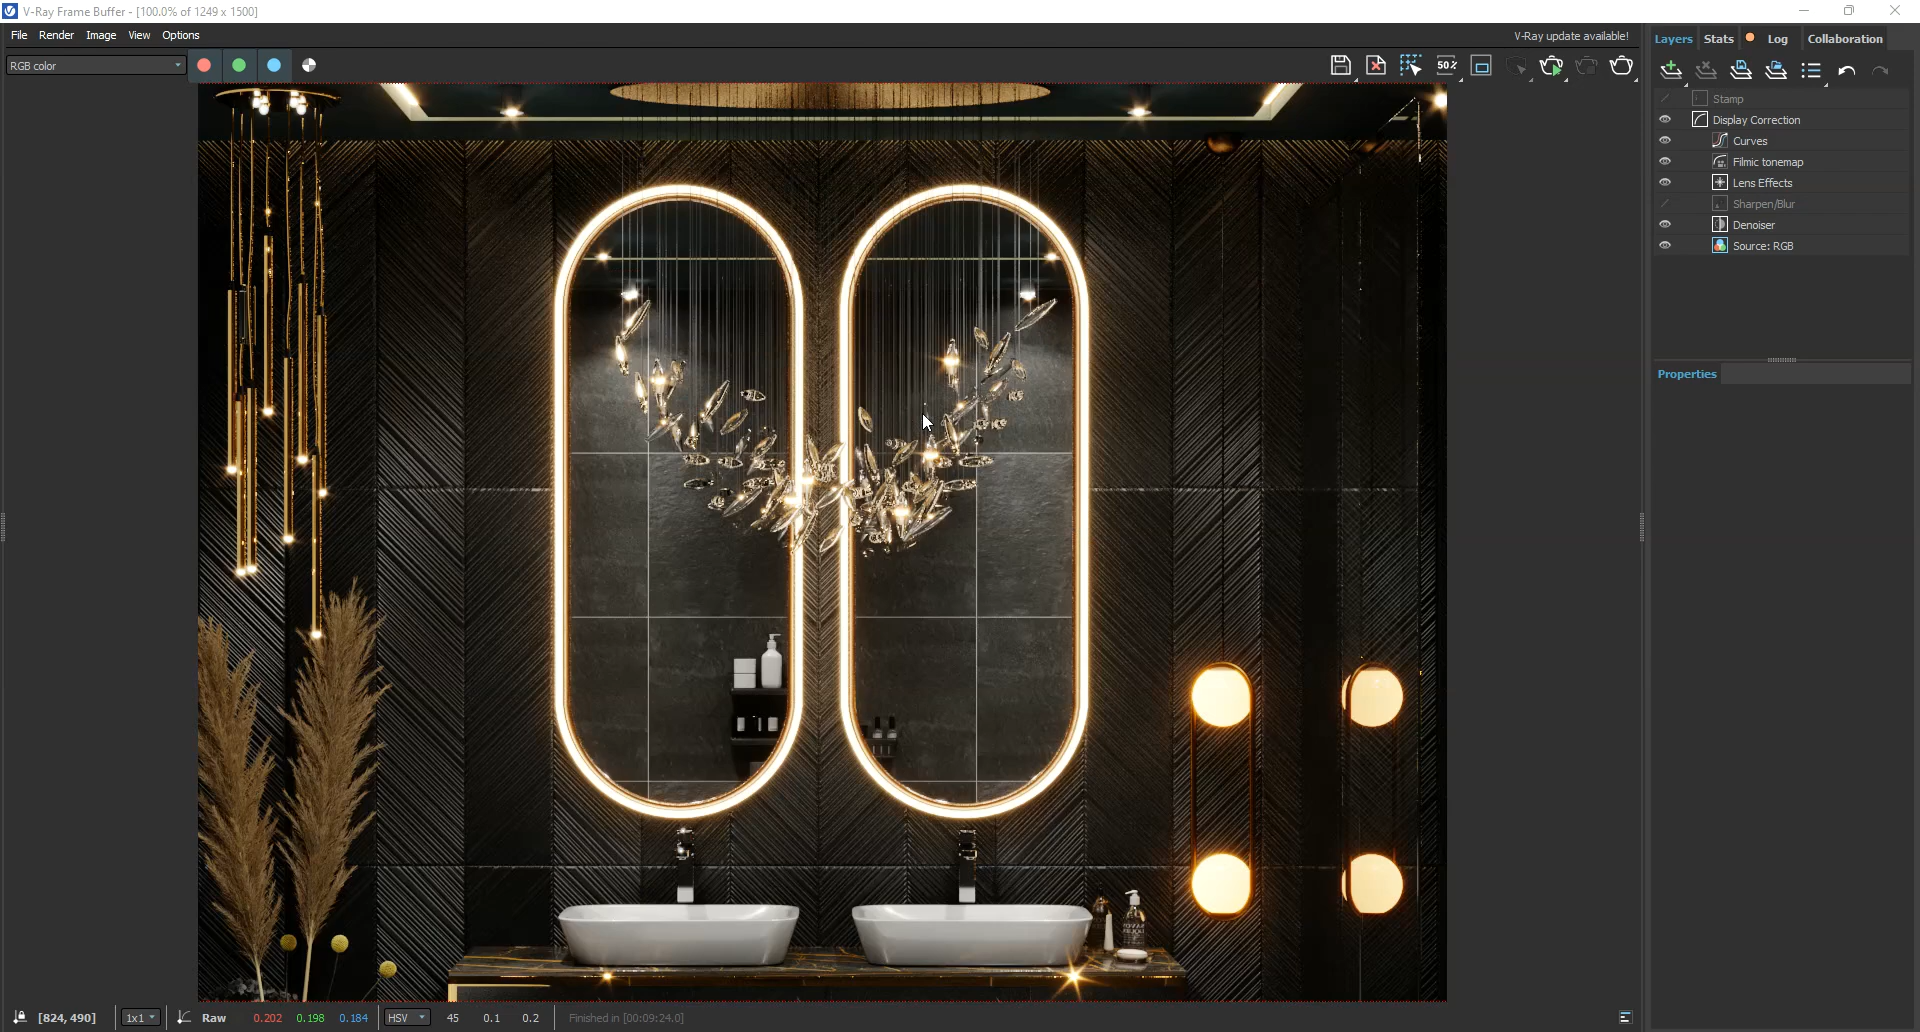 V-Ray Frame Buffer - [100.0% of 1249 x 1500]
File Render Image View Options
V-Ray update available!
RGB color
50%
Layers Stats Log Collaboration
Stamp
Display Correction
Curves
Filmic tonemap
Lens Effects
Sharpen/Blur
Denoiser
Source: RGB
Properties
[824, 490] 1x1 Raw 0.202 0.198 0.184 HSV 45 0.1 0.2 Finished in [00:09:24.0]